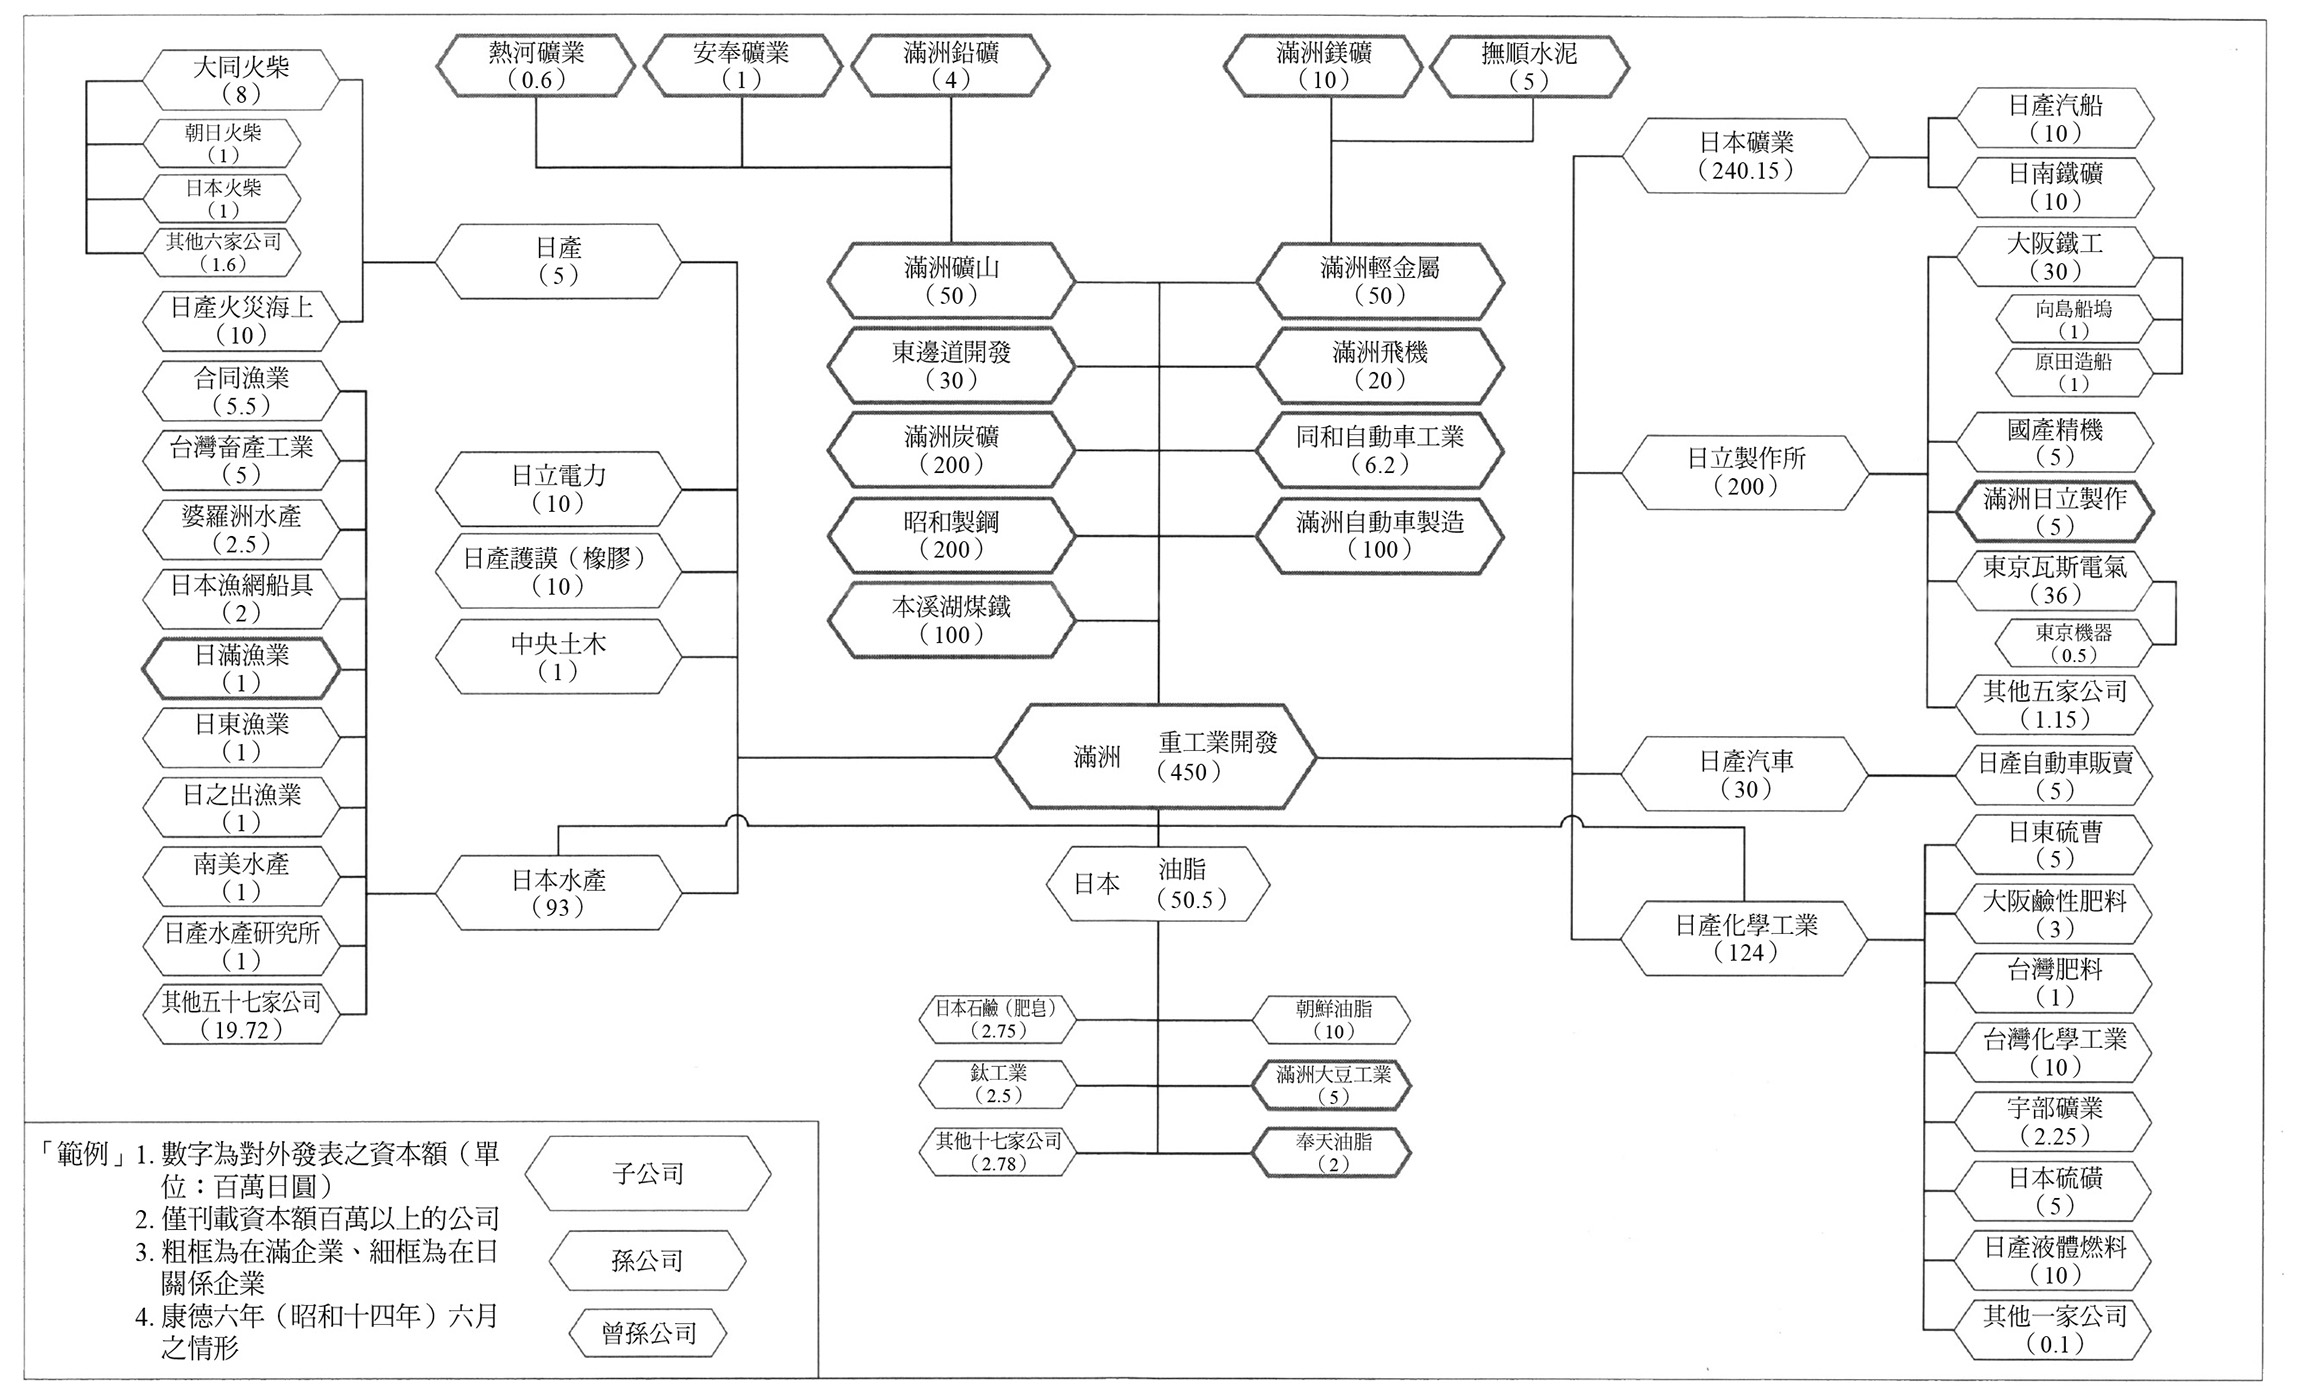 大同火柴
（8）
朝日火柴
（1）
日本火柴
（1）
其他六家公司
（1.6）
日產火災海上
（10）
合同漁業
（5.5）
台灣畜產工業
（5）
婆羅洲水產
（2.5）
日本漁網船具
（2）
日滿漁業
（1）
日東漁業
（1）
日之出漁業
（1）
南美水產
（1）
日產水產研究所
（1）
其他五十七家公司
（19.72）
日產
（5）
日立電力
（10）
日產護謨（橡膠）
（10）
中央土木
（1）
日本水產
（93）
熱河礦業
（0.6）
安奉礦業
（1）
滿洲鉛礦
（4）
滿洲鎂礦
（10）
撫順水泥
（5）
滿洲礦山
（50）
滿洲輕金屬
（50）
東邊道開發
（30）
滿洲飛機
（20）
滿洲炭礦
（200）
同和自動車工業
（6.2）
昭和製鋼
（200）
滿洲自動車製造
（100）
本溪湖煤鐵
（100）
滿洲 重工業開發
（450）
日本 油脂
（50.5）
日本石鹼（肥皂）
（2.75）
朝鮮油脂
（10）
鈦工業
（2.5）
滿洲大豆工業
（5）
其他十七家公司
（2.78）
奉天油脂
（2）
日本礦業
（240.15）
日立製作所
（200）
日產汽車
（30）
日產化學工業
（124）
日產汽船
（10）
日南鐵礦
（10）
大阪鐵工
（30）
向島船塢
（1）
原田造船
（1）
國產精機
（5）
滿洲日立製作
（5）
東京瓦斯電氣
（36）
東京機器
（0.5）
其他五家公司
（1.15）
日產自動車販賣
（5）
日東硫曹
（5）
大阪鹼性肥料
（3）
台灣肥料
（1）
台灣化學工業
（10）
宇部礦業
（2.25）
日本硫磺
（5）
日產液體燃料
（10）
其他一家公司
（0.1）
「範例」1. 數字為對外發表之資本額（單
位：百萬日圓）
2. 僅刊載資本額百萬以上的公司
3. 粗框為在滿企業、細框為在日
關係企業
4. 康德六年（昭和十四年）六月
之情形
子公司
孫公司
曾孫公司